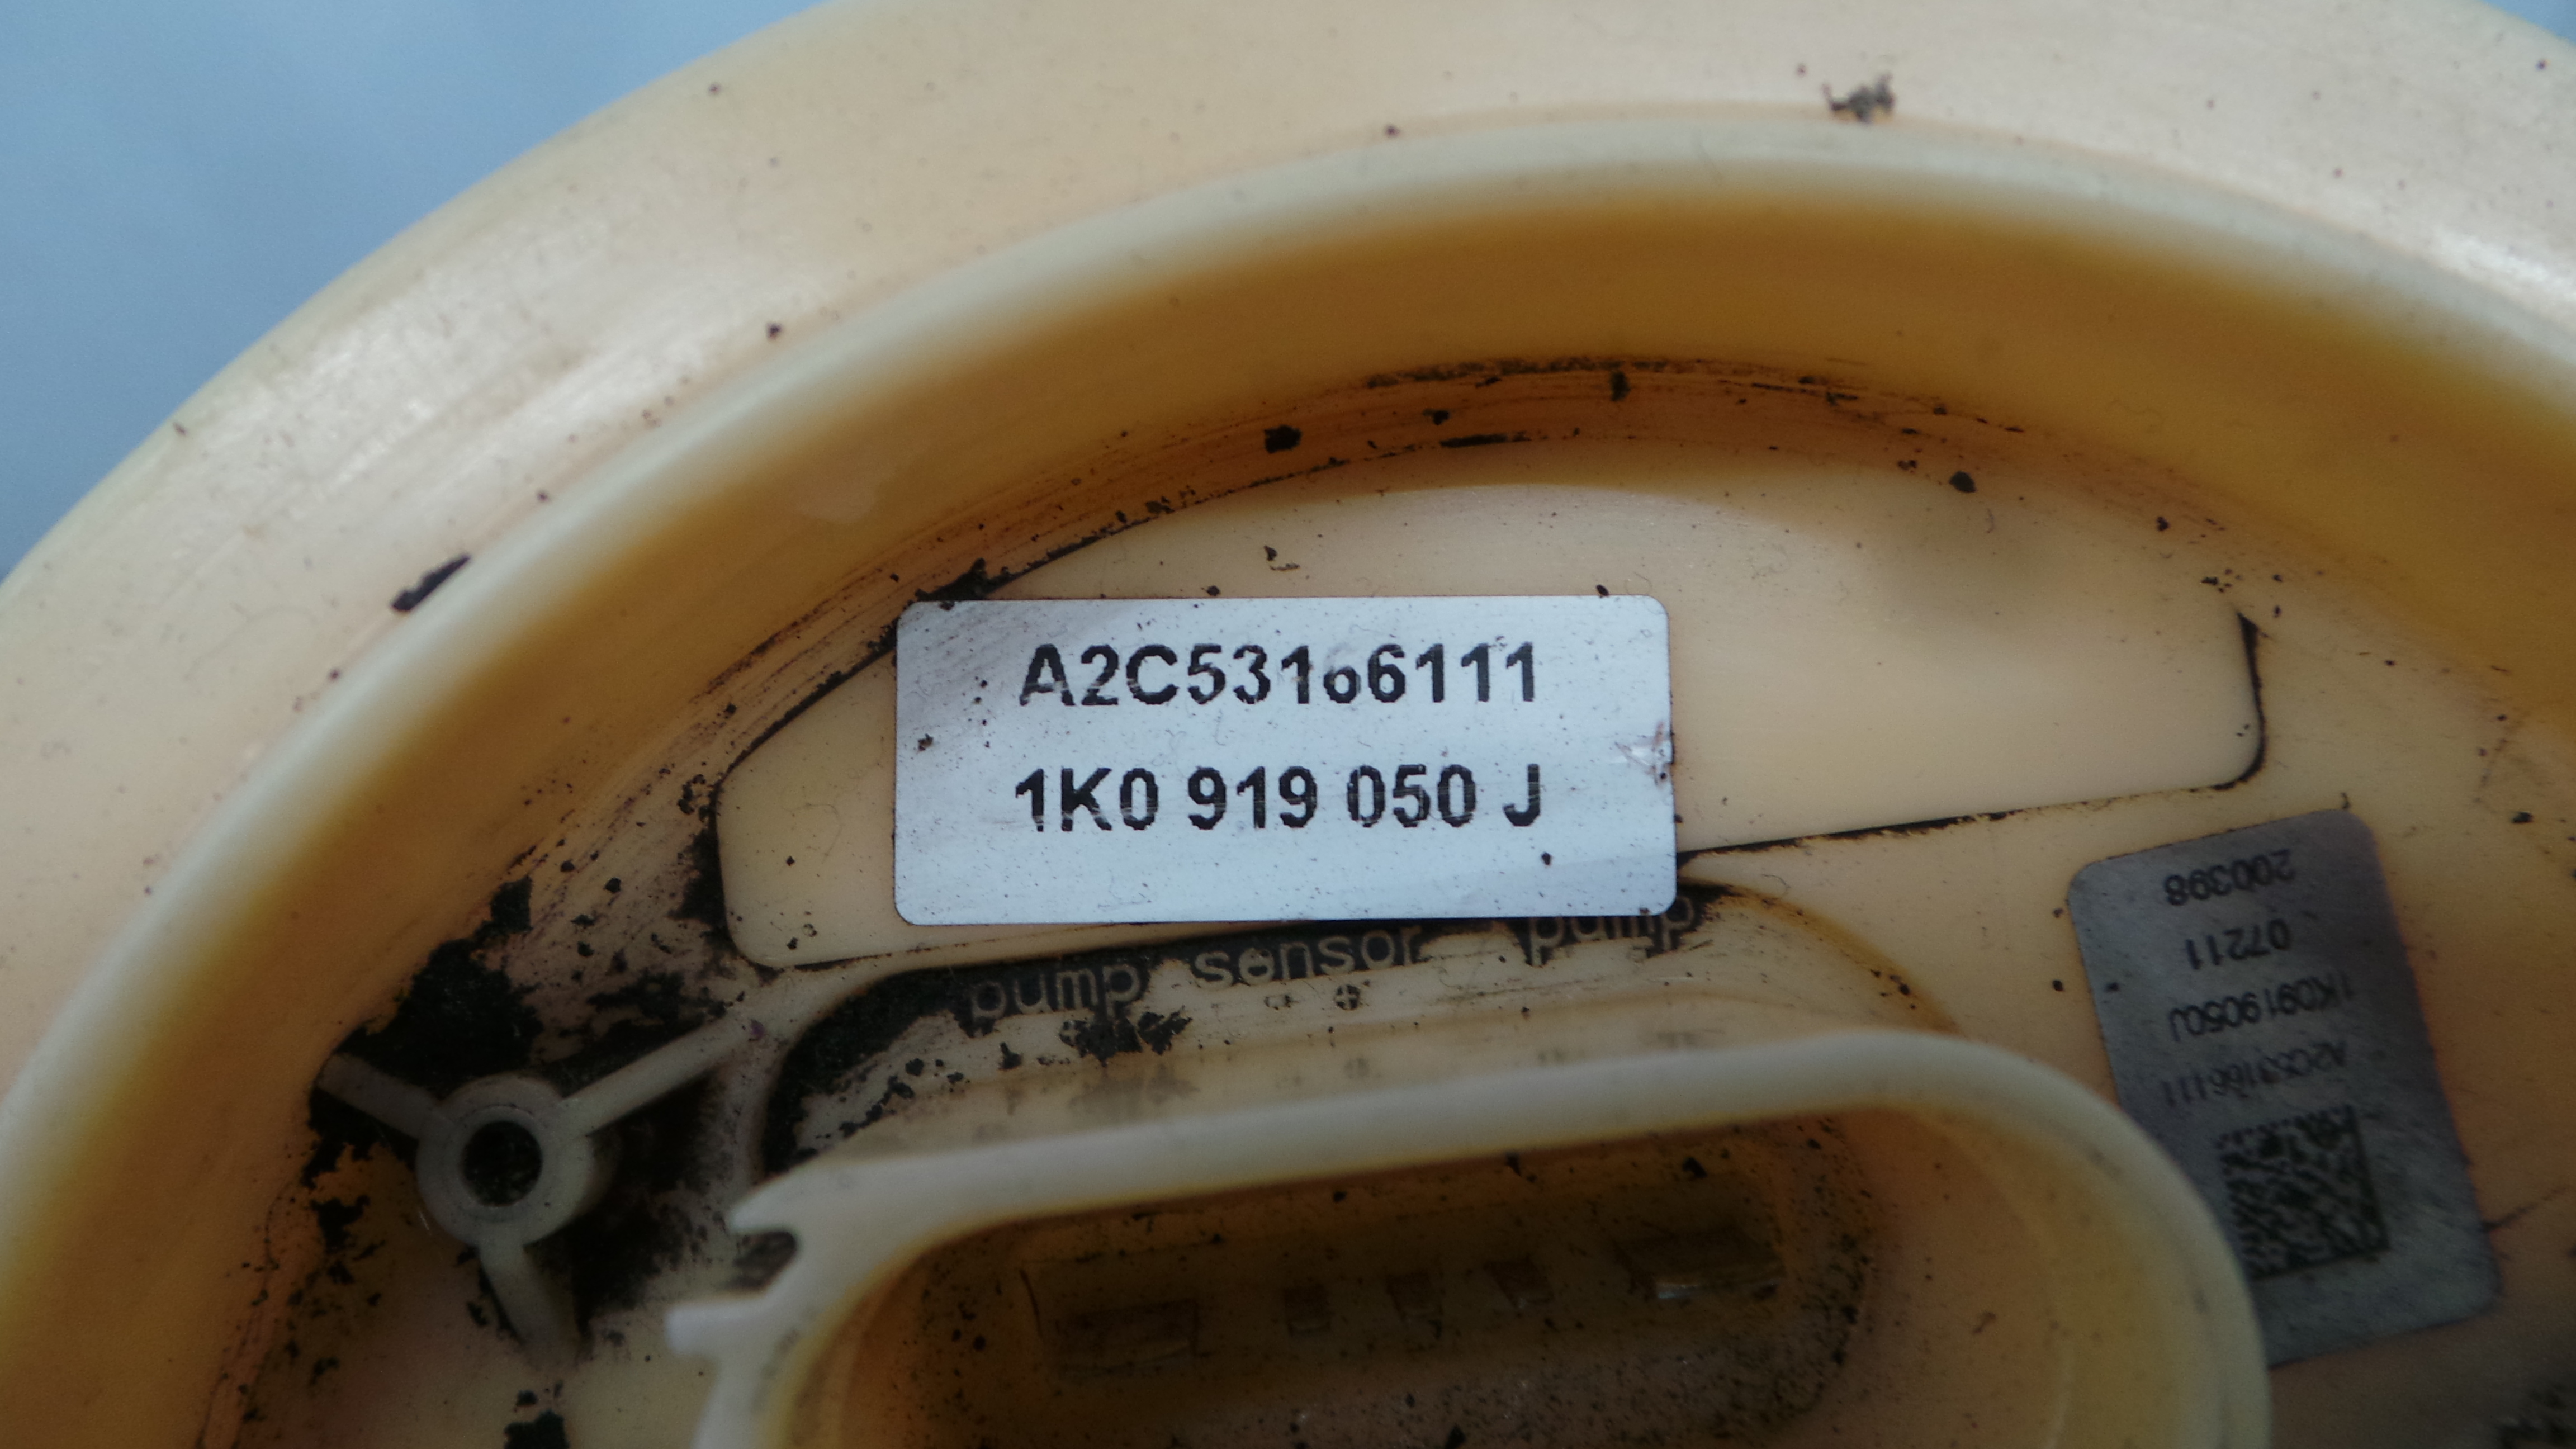 A2C53166111
1K0 919 050 J
pump sensor pump
200398
07211
1K0919050J
A2C53166111